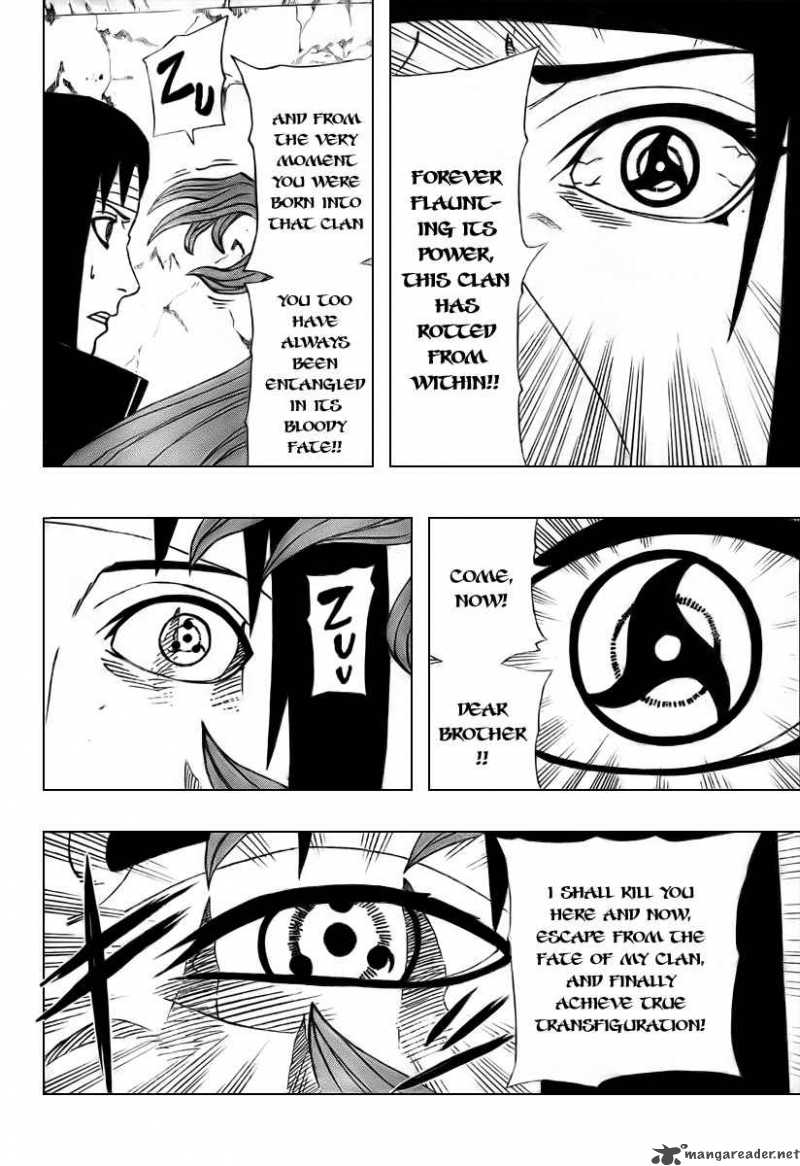 FOREVER
FLAUNT-
ING ITS
POWER,
THIS CLAN
HAS
ROTTED
FROM
WITHIN!!
ZU
AND FROM
THE VERY
MOMENT
YOU WERE
BORN INTO
THAT CLAN
YOU TOO
HAVE
ALWAYS
BEEN
ENTANGLED
IN ITS
BLOODY
FATE!!
COME,
NOW!
DEAR
BROTHER
!!
ZUU
I SHALL KILL YOU
HERE AND NOW,
ESCAPE FROM THE
FATE OF MY CLAN,
AND FINALLY
ACHIEVE TRUE
TRANSFIGURATION!
mangareader.net